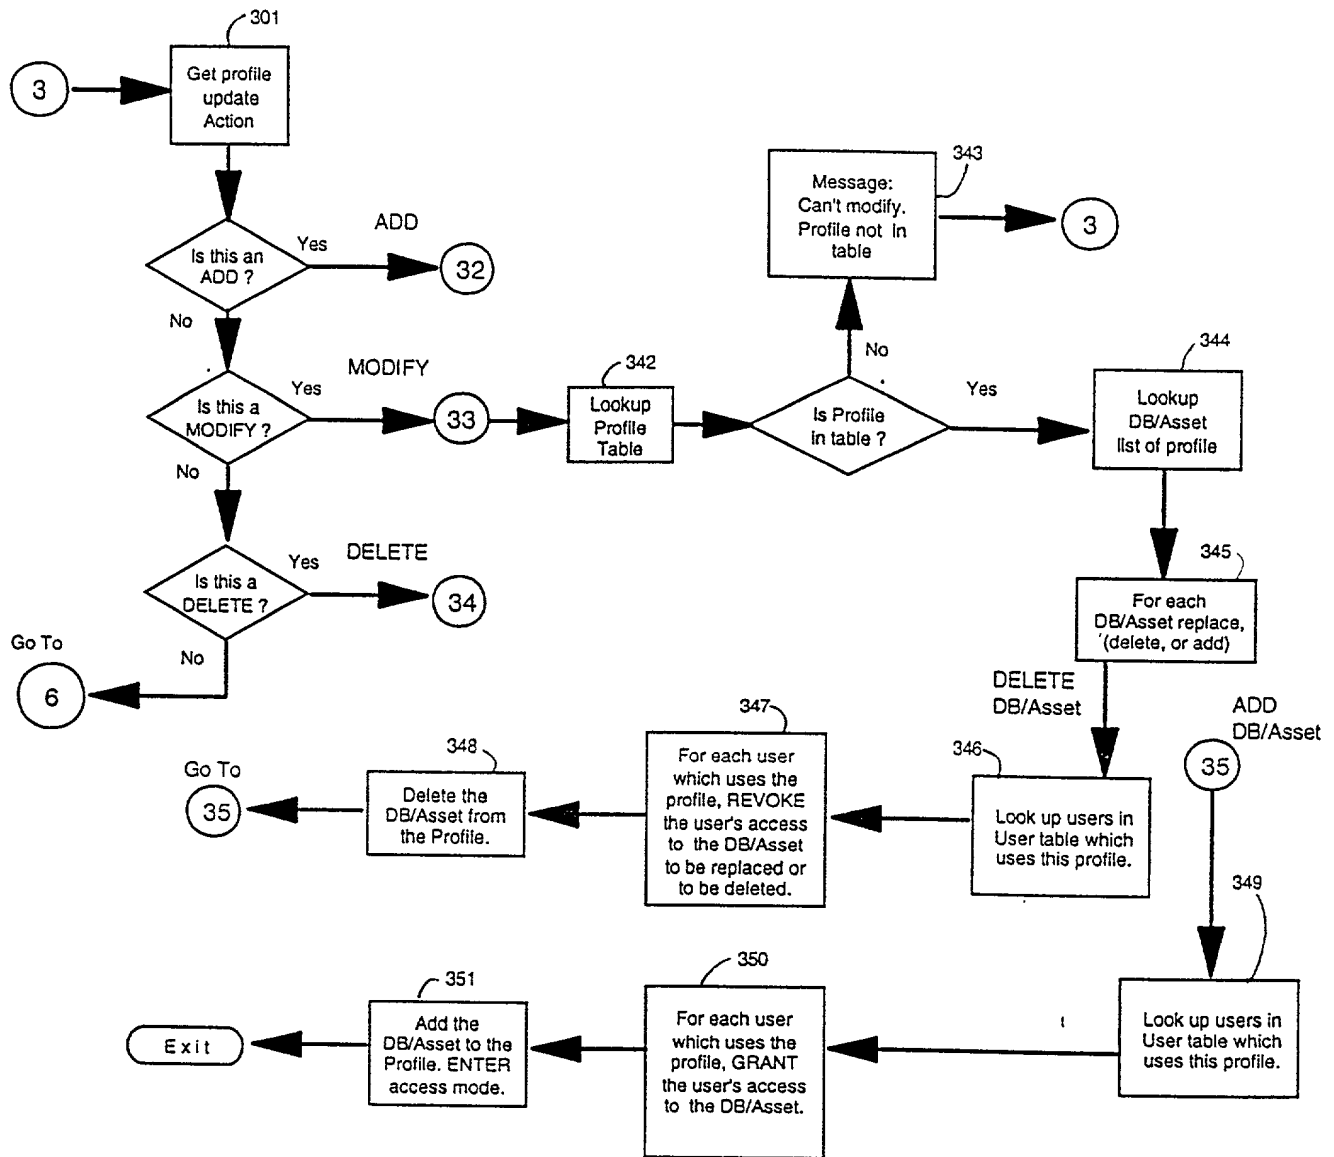 301
3
Get profile
update
Action
Is this an
ADD ?
Yes
ADD
32
No
Is this a
MODIFY ?
Yes
MODIFY
33
No
342
Lookup
Profile
Table
Is Profile
in table ?
No
343
Message:
Can't modify.
Profile not in
table
3
Yes
344
Lookup
DB/Asset
list of profile
Is this a
DELETE ?
Yes
DELETE
34
No
Go To
6
345
For each
DB/Asset replace,
(delete, or add)
DELETE
DB/Asset
ADD
DB/Asset
35
346
Look up users in
User table which
uses this profile.
347
For each user
which uses the
profile, REVOKE
the user's access
to the DB/Asset
to be replaced or
to be deleted.
348
Delete the
DB/Asset from
the Profile.
Go To
35
349
Look up users in
User table which
uses this profile.
350
For each user
which uses the
profile, GRANT
the user's access
to the DB/Asset.
351
Add the
DB/Asset to the
Profile. ENTER
access mode.
Exit